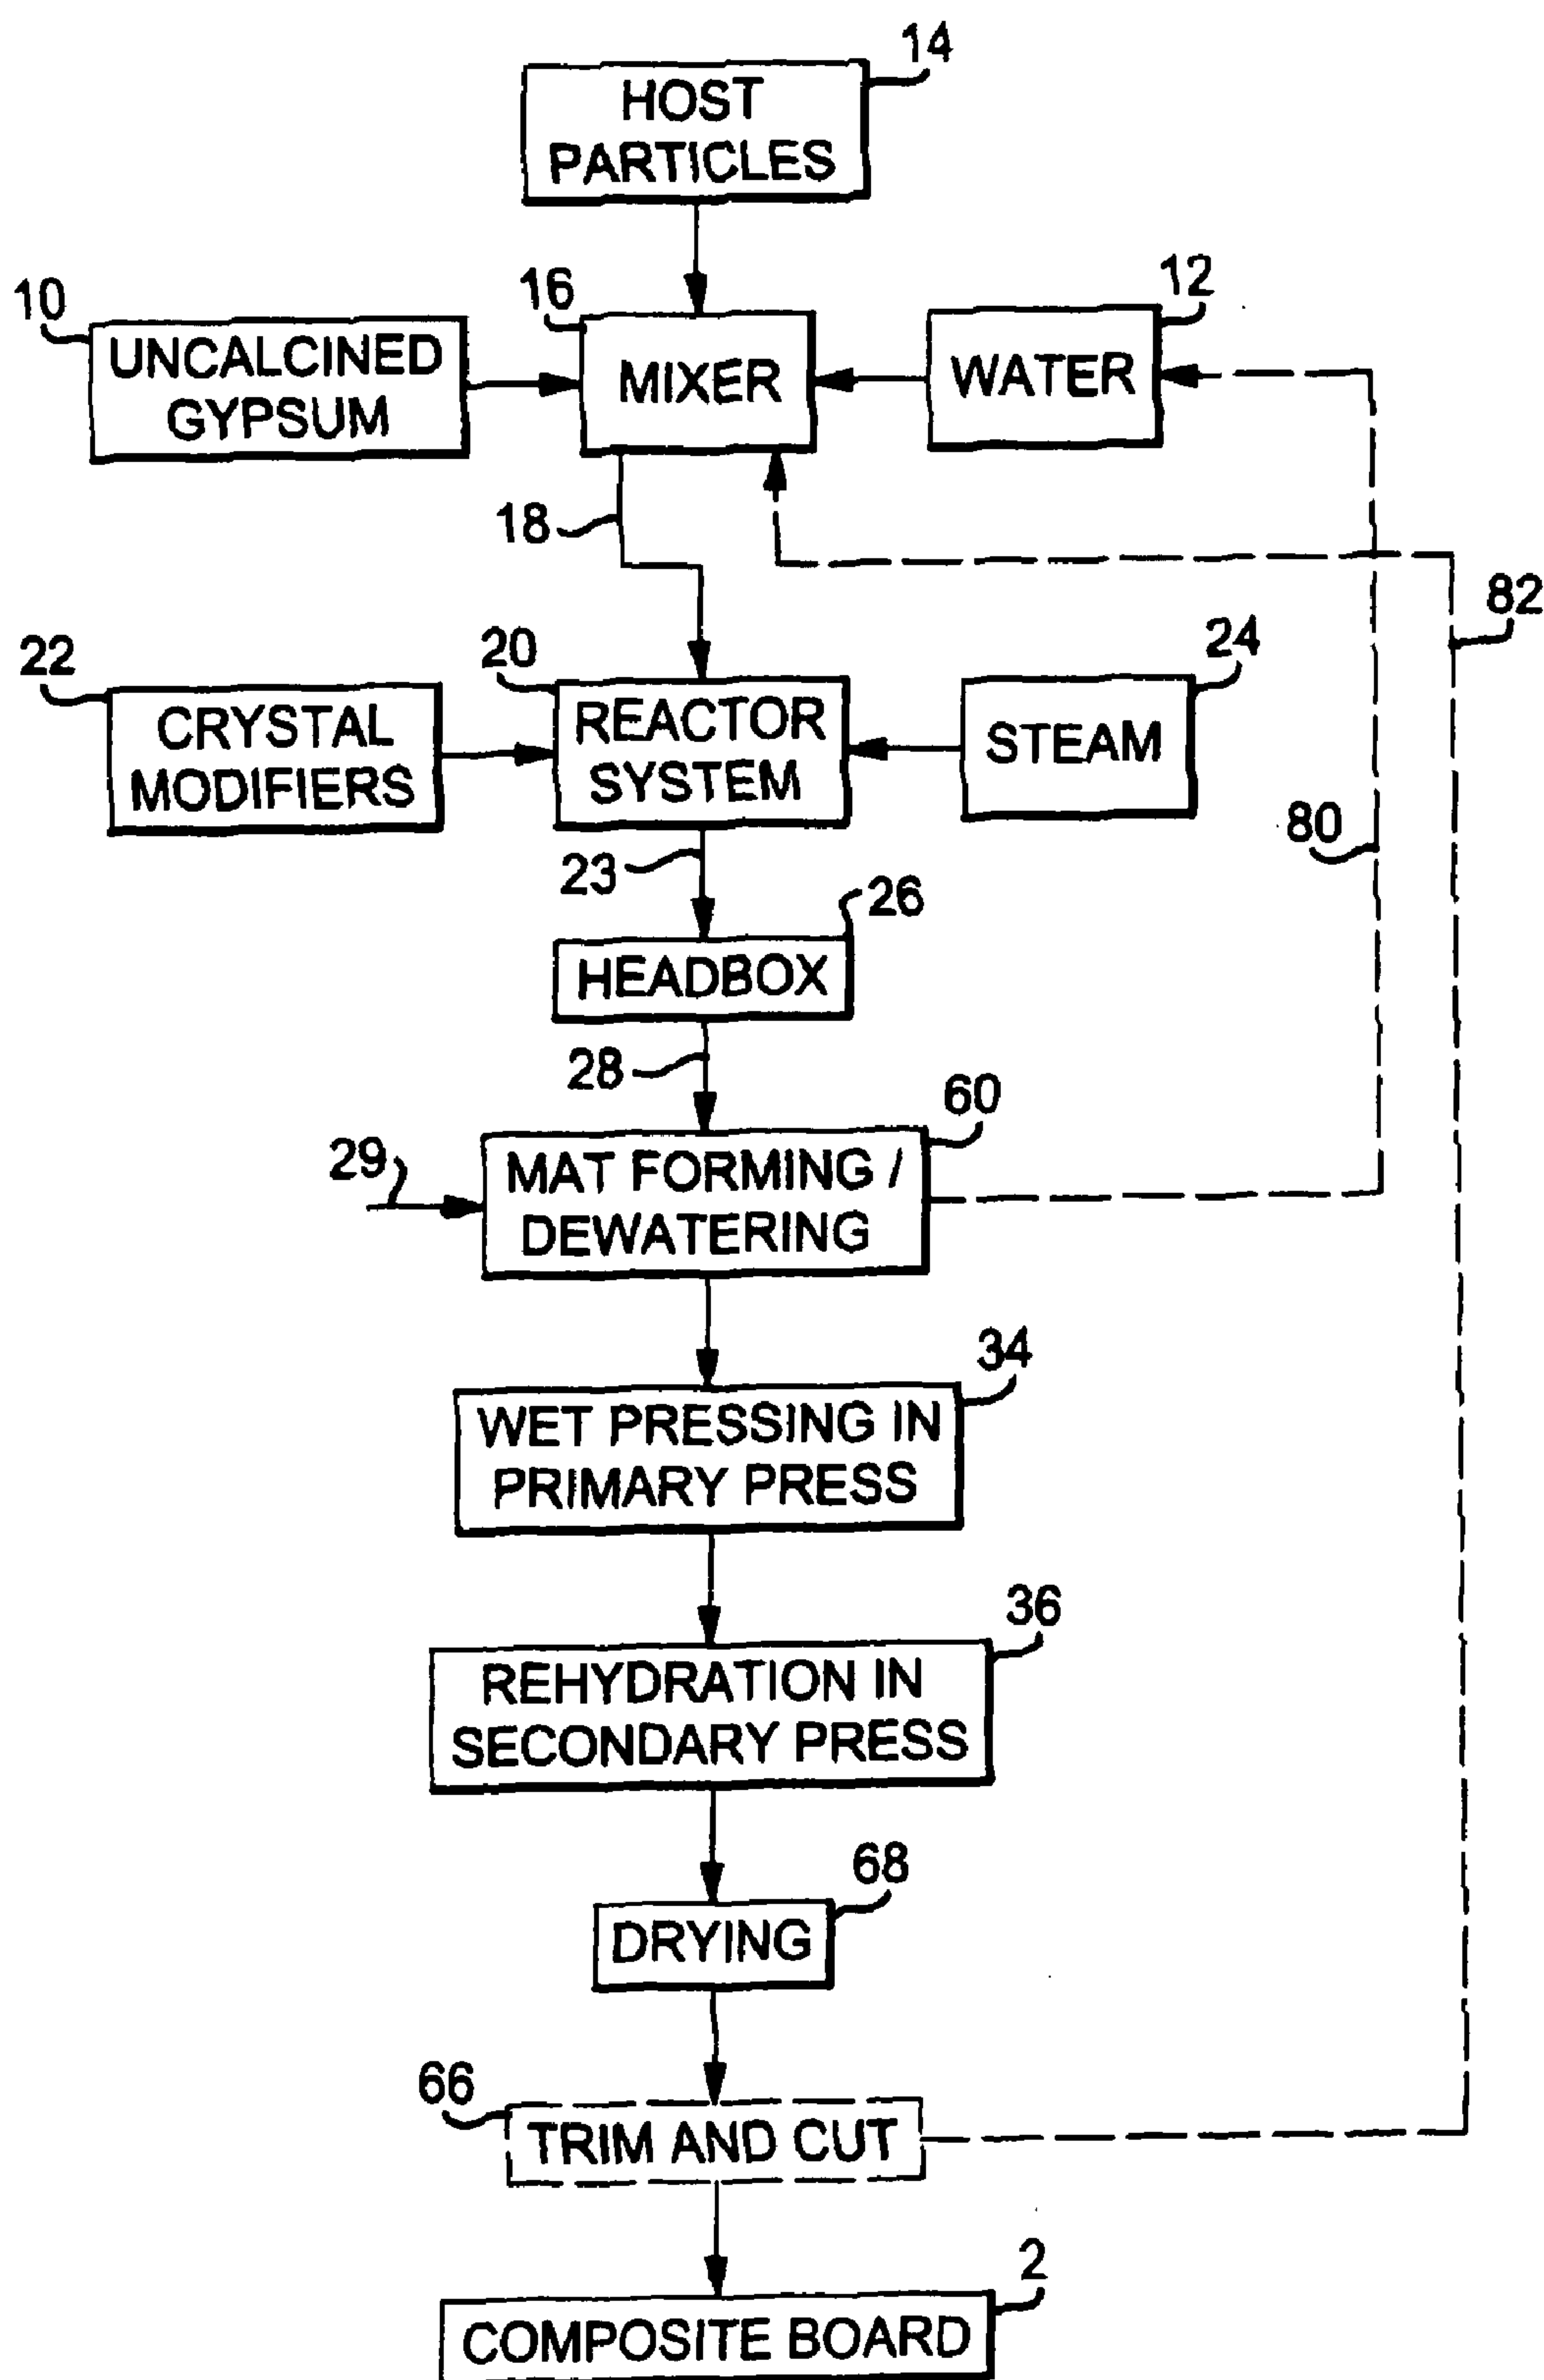 14
HOST
PARTICLES
10
16
12
UNCALCINED
GYPSUM
MIXER
WATER
18
82
22
20
24
CRYSTAL
MODIFIERS
REACTOR
SYSTEM
STEAM
80
23
26
HEADBOX
28
60
29
MAT FORMING /
DEWATERING
34
WET PRESSING IN
PRIMARY PRESS
36
REHYDRATION IN
SECONDARY PRESS
68
DRYING
66
TRIM AND CUT
2
COMPOSITE BOARD